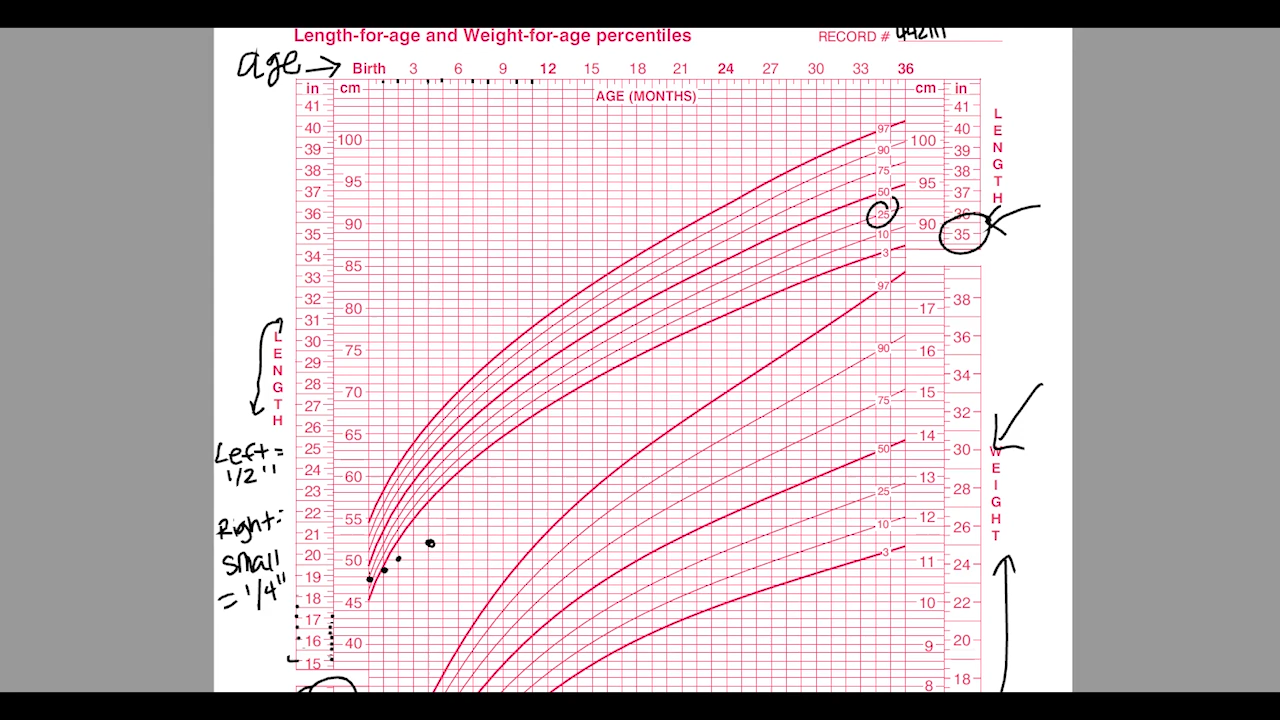 Length-for-age and Weight-for-age percentiles
RECORD #
age → Birth 3 6 9 12 15 18 21 24 27 30 33 36
in cm AGE (MONTHS) cm in
41 41
40 100 97 100 40
39 90 39
38 75 38
37 95 50 95 37
36 25 36
35 90 10 90 35
34 3
33 85
32 97 38
31 80 17
30 36
29 75 90 16
28 34
27 70 75 15
26 32
25 65 14
24 50 30
23 60 13
22 25 28
21 55 12
20 10 26
19 50 3 11 24
18 45 10 22
17
16 40 9 20
15
8 18
LENGTH
LENGTH
WEIGHT
Left =
1/2"
Right:
small
= 1/4"